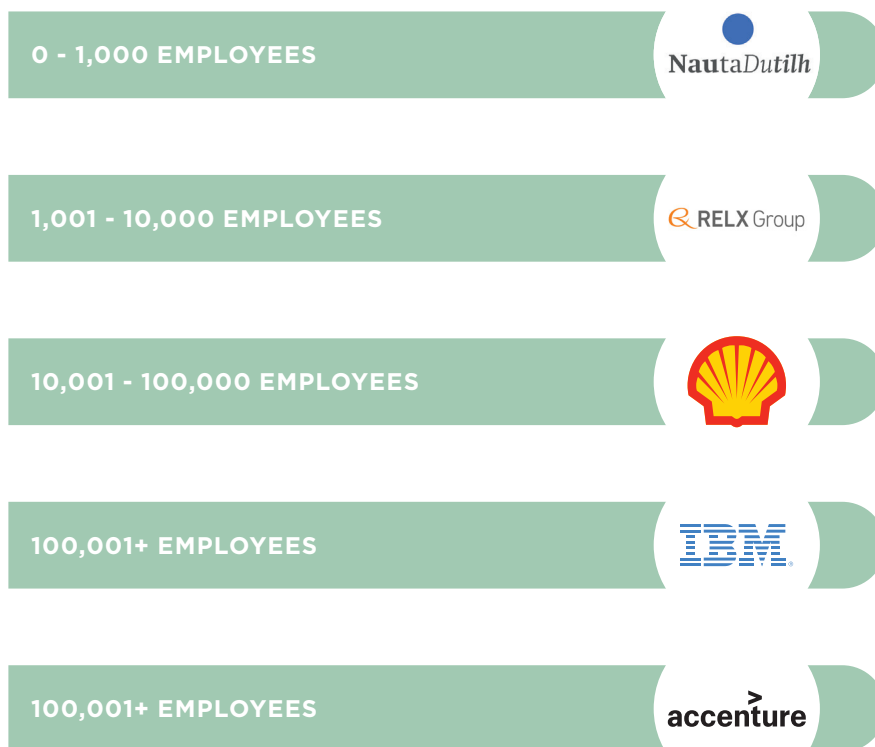 0 - 1,000 EMPLOYEES
NautaDutilh
1,001 - 10,000 EMPLOYEES
RELX Group
10,001 - 100,000 EMPLOYEES
100,001+ EMPLOYEES
IBM®
100,001+ EMPLOYEES
accenture